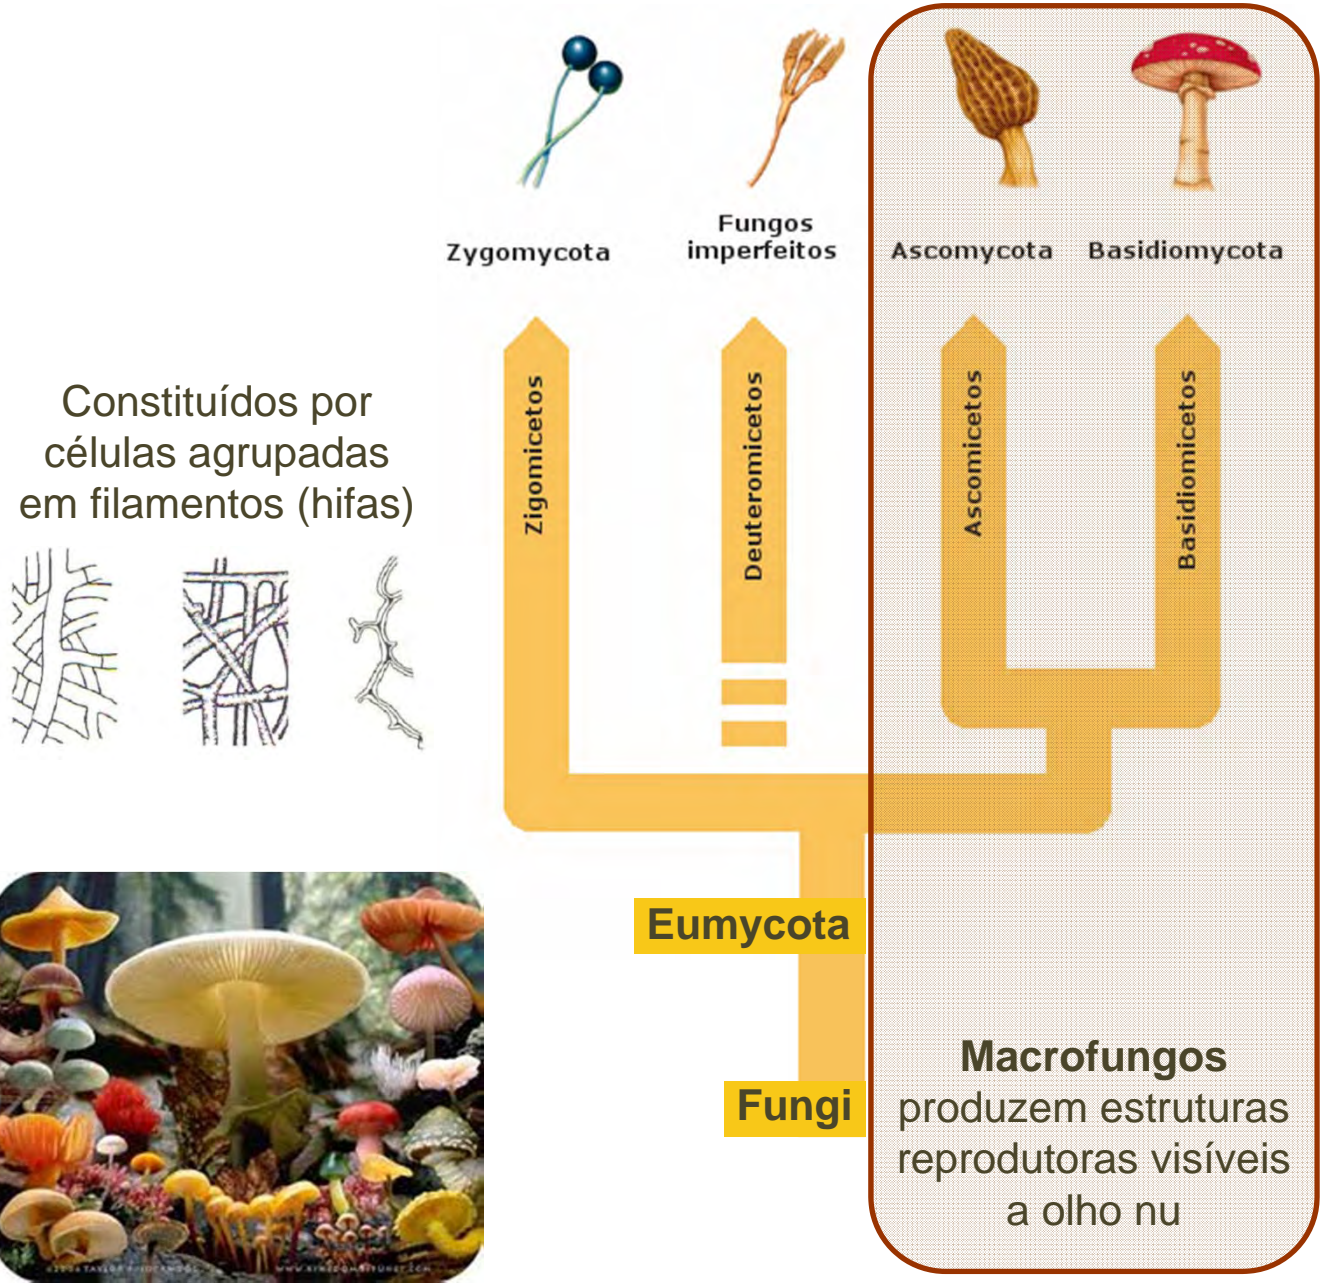 Zygomycota
Fungos
imperfeitos
Ascomycota
Basidiomycota
Zigomicetos
Deuteromicetos
Ascomicetos
Basidiomicetos
Constituídos por
células agrupadas
em filamentos (hifas)
Eumycota
Fungi
Macrofungos
produzem estruturas
reprodutoras visíveis
a olho nu